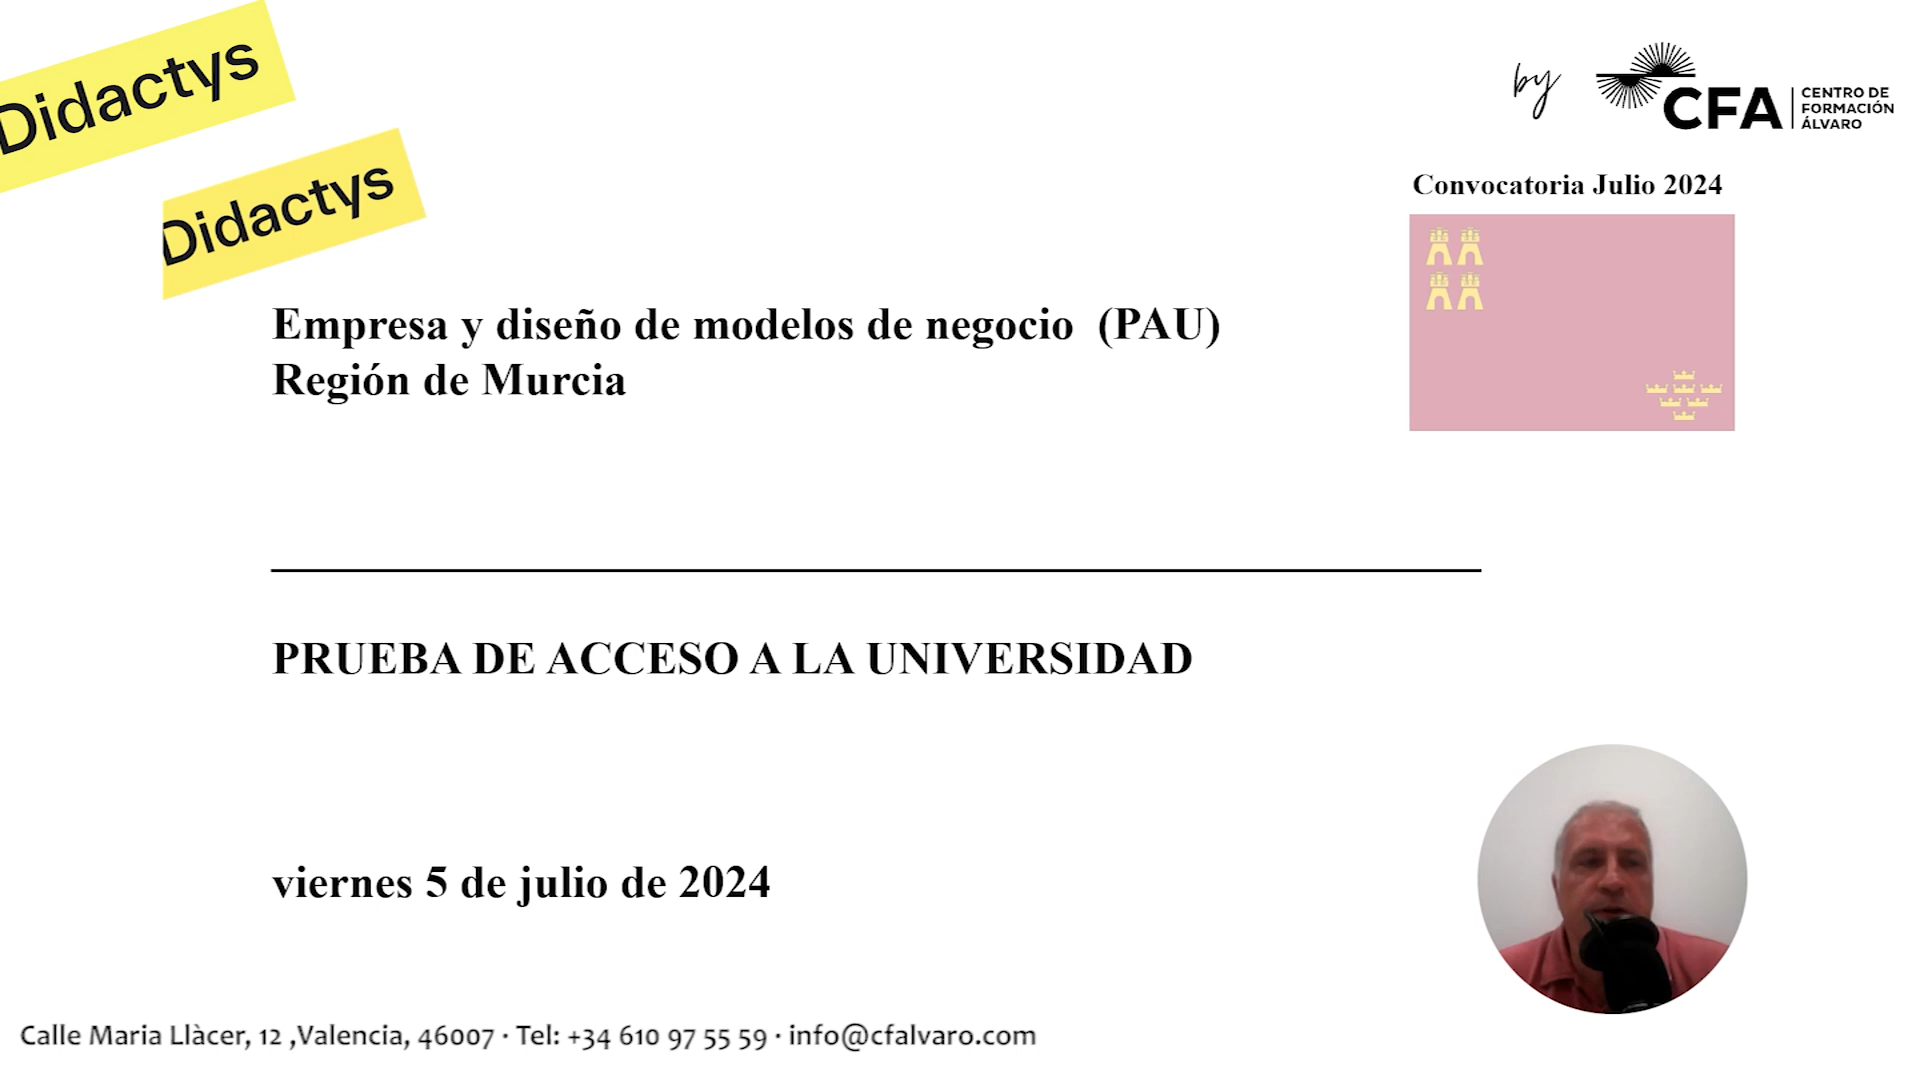 Didactys
by
CFA
CENTRO DE
FORMACIÓN
ÁLVARO
Didactys
Convocatoria Julio 2024
Empresa y diseño de modelos de negocio (PAU)
Región de Murcia
PRUEBA DE ACCESO A LA UNIVERSIDAD
viernes 5 de julio de 2024
Calle Maria Llàcer, 12 ,Valencia, 46007 · Tel: +34 610 97 55 59 · info@cfalvaro.com